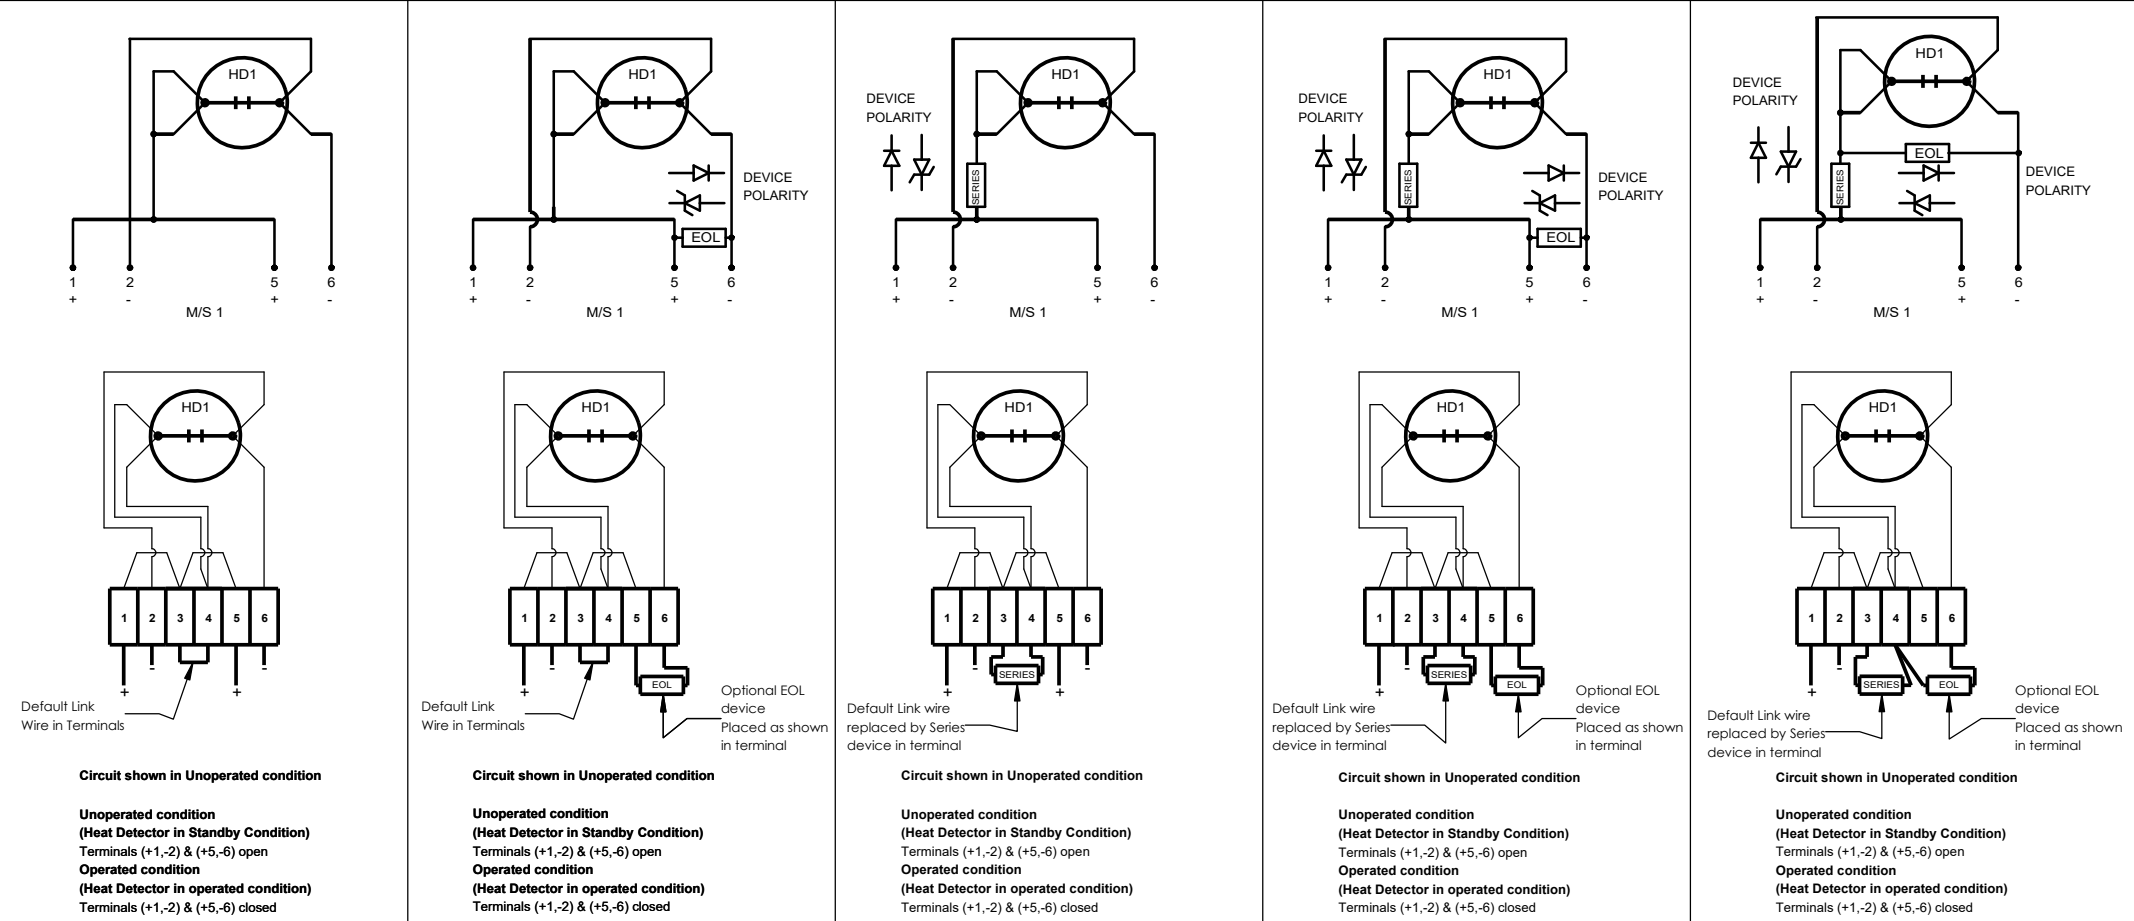 HD1
1
2
5
6
+
-
+
-
M/S 1
HD1
1
2
3
4
5
6
+
-
+
-
Default Link
Wire in Terminals
Circuit shown in Unoperated condition
Unoperated condition
(Heat Detector in Standby Condition)
Terminals (+1,-2) & (+5,-6) open
Operated condition
(Heat Detector in operated condition)
Terminals (+1,-2) & (+5,-6) closed
HD1
DEVICE
POLARITY
EOL
1
2
5
6
+
-
+
-
M/S 1
HD1
1
2
3
4
5
6
+
-
EOL
Default Link
Wire in Terminals
Optional EOL
device
Placed as shown
in terminal
Circuit shown in Unoperated condition
Unoperated condition
(Heat Detector in Standby Condition)
Terminals (+1,-2) & (+5,-6) open
Operated condition
(Heat Detector in operated condition)
Terminals (+1,-2) & (+5,-6) closed
HD1
DEVICE
POLARITY
SERIES
1
2
5
6
+
-
+
-
M/S 1
HD1
1
2
3
4
5
6
+
-
SERIES
+
-
Default Link wire
replaced by Series
device in terminal
Circuit shown in Unoperated condition
Unoperated condition
(Heat Detector in Standby Condition)
Terminals (+1,-2) & (+5,-6) open
Operated condition
(Heat Detector in operated condition)
Terminals (+1,-2) & (+5,-6) closed
HD1
DEVICE
POLARITY
SERIES
DEVICE
POLARITY
EOL
1
2
5
6
+
-
+
-
M/S 1
HD1
1
2
3
4
5
6
+
-
SERIES
EOL
Default Link wire
replaced by Series
device in terminal
Optional EOL
device
Placed as shown
in terminal
Circuit shown in Unoperated condition
Unoperated condition
(Heat Detector in Standby Condition)
Terminals (+1,-2) & (+5,-6) open
Operated condition
(Heat Detector in operated condition)
Terminals (+1,-2) & (+5,-6) closed
HD1
DEVICE
POLARITY
EOL
SERIES
DEVICE
POLARITY
1
2
5
6
+
-
+
-
M/S 1
HD1
1
2
3
4
5
6
+
-
SERIES
EOL
Default Link wire
replaced by Series
device in terminal
Optional EOL
device
Placed as shown
in terminal
Circuit shown in Unoperated condition
Unoperated condition
(Heat Detector in Standby Condition)
Terminals (+1,-2) & (+5,-6) open
Operated condition
(Heat Detector in operated condition)
Terminals (+1,-2) & (+5,-6) closed